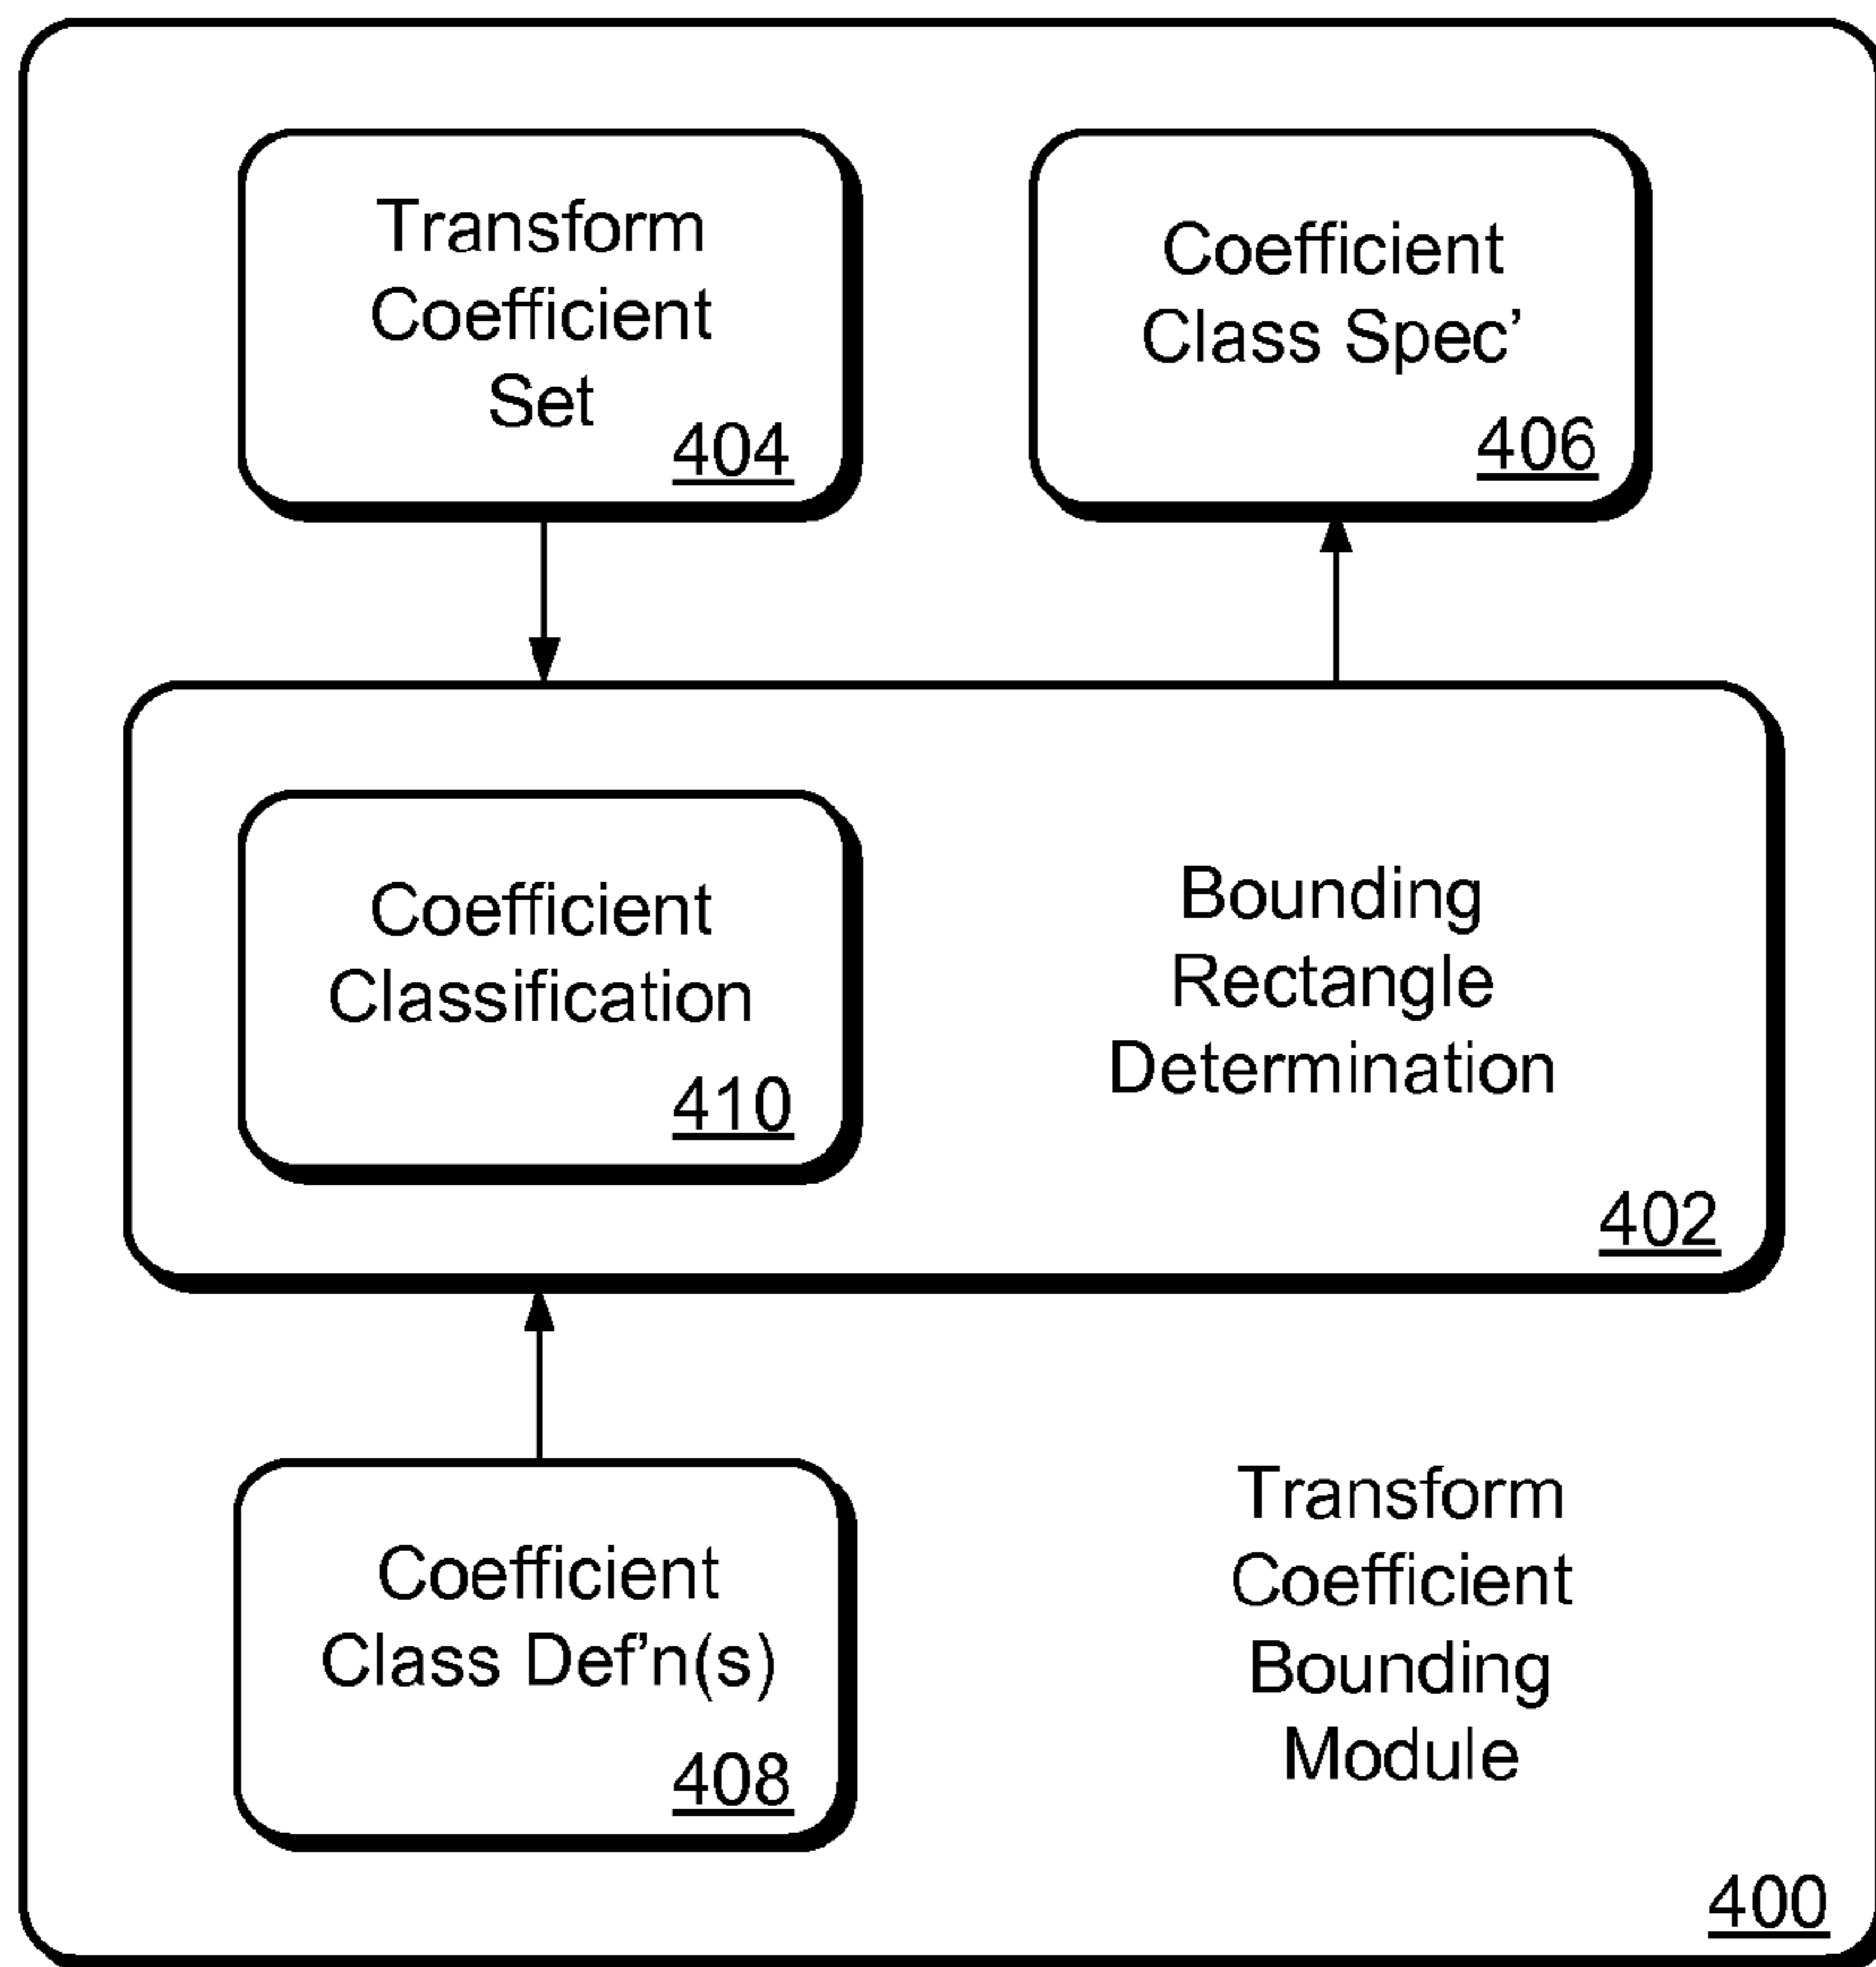 Transform
Coefficient
Set
404
Coefficient
Class Spec’
406
Coefficient
Classification
410
Bounding
Rectangle
Determination
402
Coefficient
Class Def’n(s)
408
Transform
Coefficient
Bounding
Module
400